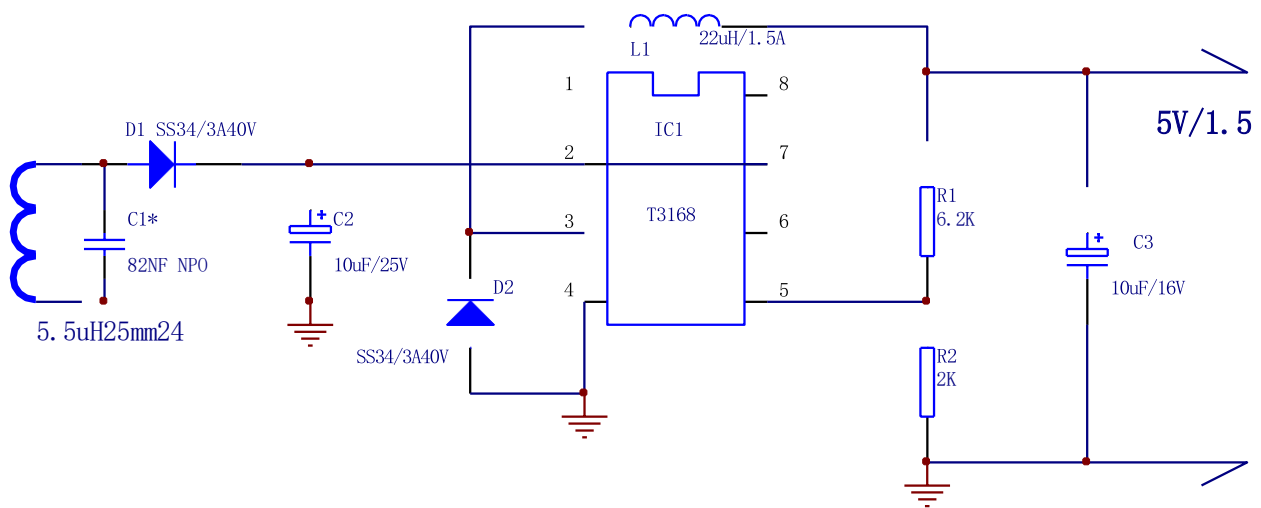 22uH/1.5A
L1
1
8
5V/1.5
D1 SS34/3A40V
IC1
2
7
R1
6.2K
C1*
C2
T3168
3
6
C3
82NF NPO
10uF/25V
D2
4
5
10uF/16V
5.5uH25mm24
SS34/3A40V
R2
2K